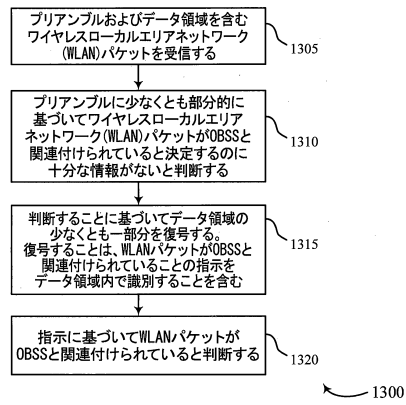 プリアンブルおよびデータ領域を含む
ワイヤレスローカルエリアネットワーク
(WLAN)パケットを受信する
1305
プリアンブルに少なくとも部分的に
基づいてワイヤレスローカルエリア
ネットワーク(WLAN)パケットがOBSSと
関連付けられていると決定するのに
十分な情報がないと判断する
1310
判断することに基づいてデータ領域の
少なくとも一部分を復号する。
復号することは、WLANパケットがOBSSと
関連付けられていることの指示を
データ領域内で識別することを含む
1315
指示に基づいてWLANパケットが
OBSSと関連付けられていると判断する
1320
1300